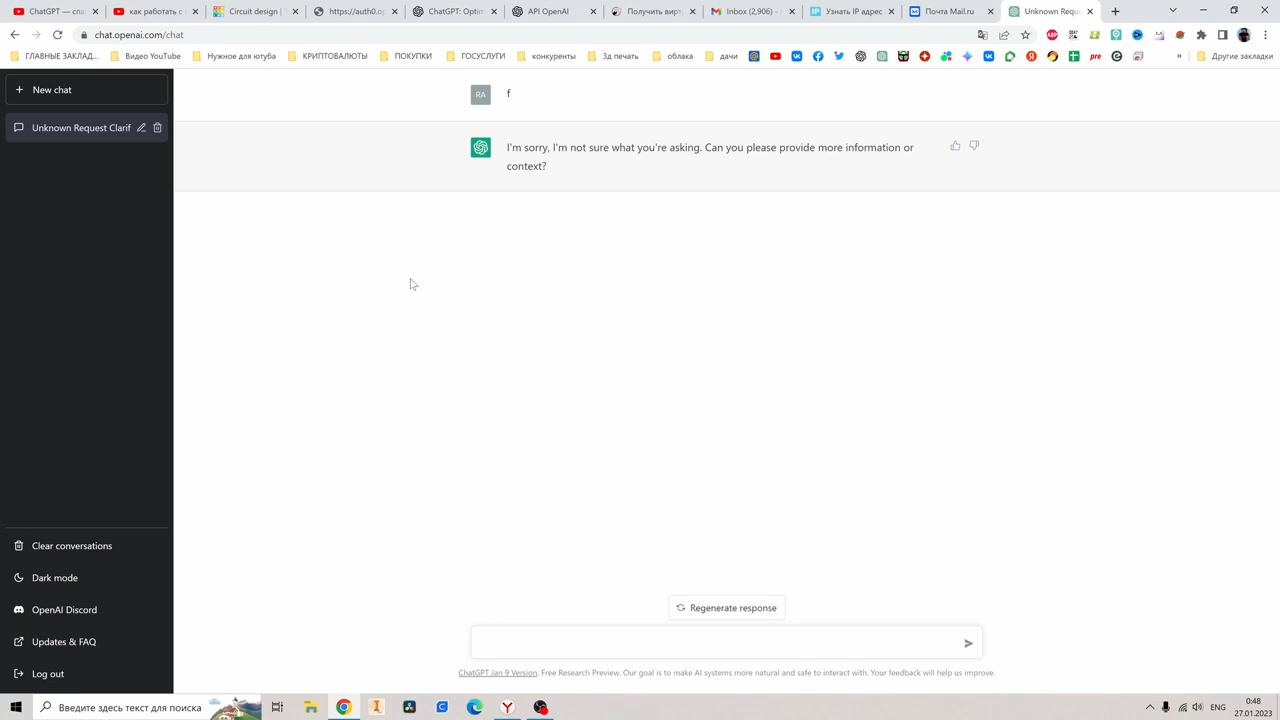 ChatGPT — спа
как работать с
Circuit design | 
https://auth0.op
ChatGPT: Optim
API OpenAI
Получить вирт
Inbox (2,906) -
Узнать IP адрес
Почта Mail.ru
Unknown Reque
chat.openai.com/chat
ГЛАВНЫЕ ЗАКЛАД...
Видео YouTube
Нужное для ютуба
КРИПТОВАЛЮТЫ
ПОКУПКИ
ГОСУСЛУГИ
конкуренты
3д печать
облака
дачи
Другие закладки
New chat
RA
f
Unknown Request Clarif
I'm sorry, I'm not sure what you're asking. Can you please provide more information or
context?
Clear conversations
Dark mode
OpenAI Discord
Updates & FAQ
Log out
Regenerate response
ChatGPT Jan 9 Version. Free Research Preview. Our goal is to make AI systems more natural and safe to interact with. Your feedback will help us improve.
Введите здесь текст для поиска
ENG
0:48
27.01.2023